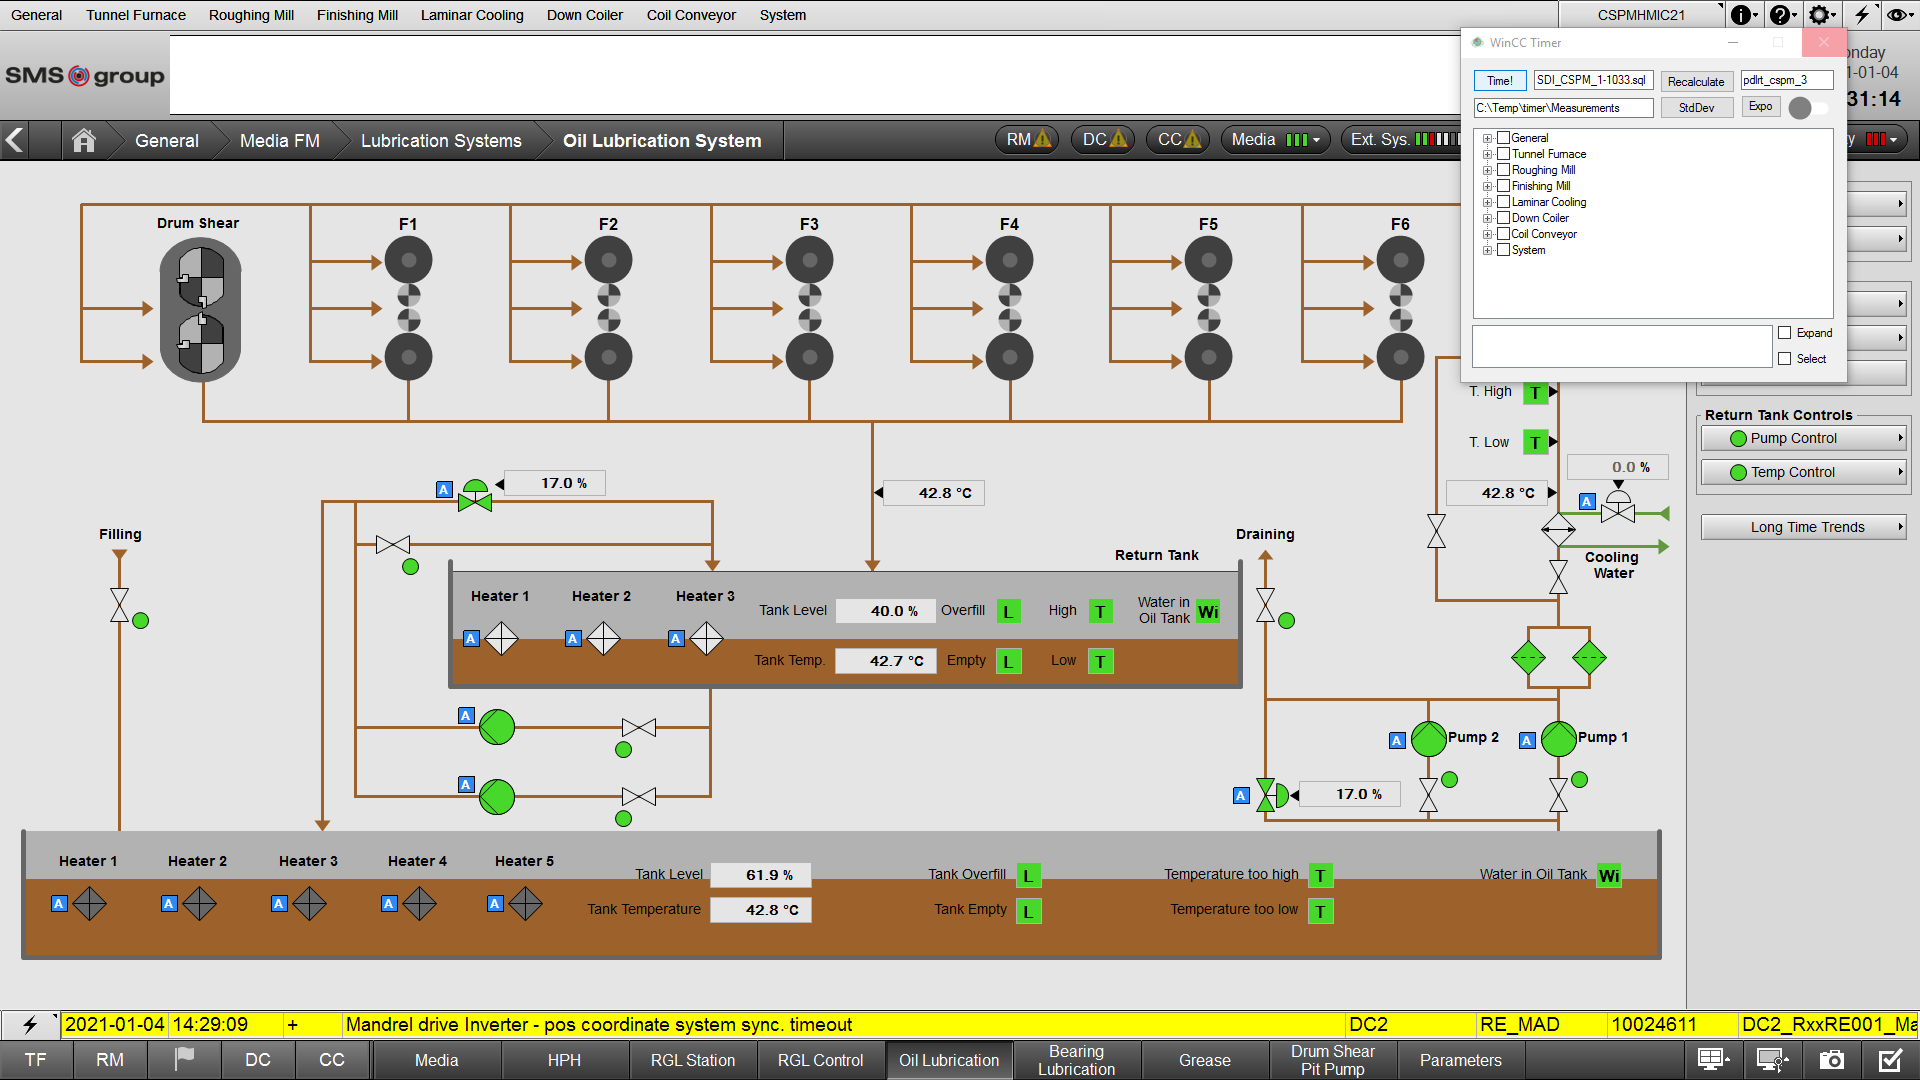 General Tunnel Furnace Roughing Mill Finishing Mill Laminar Cooling Down Coiler Coil Conveyor System CSPMHMIC21
SMS group
WinCC Timer
Time! SDI_CSPM_1-1033.sql Recalculate pdlrt_cspm_3
C:\Temp\timer\Measurements StdDev Expo
1-01-04
31:14
General Media FM Lubrication Systems Oil Lubrication System RM DC CC Media Ext. Sys.
General
Tunnel Furnace
Roughing Mill
Finishing Mill
Laminar Cooling
Down Coiler
Coil Conveyor
System
Expand
Select
Drum Shear F1 F2 F3 F4 F5 F6
T. High T
T. Low T
Return Tank Controls
Pump Control
Temp Control
Long Time Trends
0.0 %
A 17.0 %
42.8 °C
42.8 °C A
Filling
Draining
Cooling
Water
Return Tank
Heater 1 Heater 2 Heater 3
A A A
Tank Level 40.0 % Overfill L High T Water in
Oil Tank Wi
Tank Temp. 42.7 °C Empty L Low T
A
A
A Pump 2 A Pump 1
A 17.0 %
Heater 1 Heater 2 Heater 3 Heater 4 Heater 5
A A A A A
Tank Level 61.9 % Tank Overfill L Temperature too high T Water in Oil Tank Wi
Tank Temperature 42.8 °C Tank Empty L Temperature too low T
2021-01-04 14:29:09 + Mandrel drive Inverter - pos coordinate system sync. timeout DC2 RE_MAD 10024611 DC2_RxxRE001_Ma
TF RM DC CC Media HPH RGL Station RGL Control Oil Lubrication Bearing
Lubrication Grease Drum Shear
Pit Pump Parameters